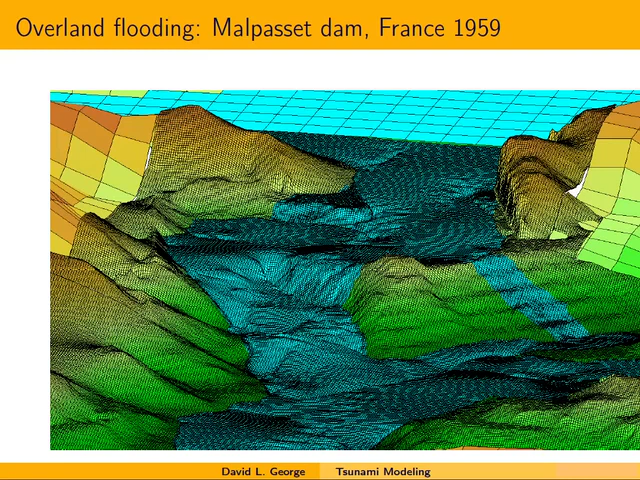 Overland flooding: Malpasset dam, France 1959
David L. George Tsunami Modeling